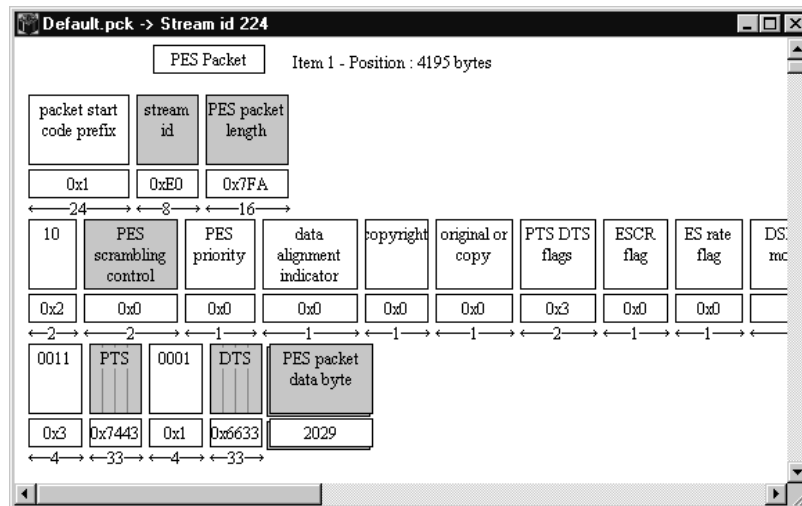 Default.pck -> Stream id 224
PES Packet
Item 1 - Position : 4195 bytes
packet start code prefix
stream id
PES packet length
0x1
0xE0
0x7FA
24
8
16
10
PES scrambling control
PES priority
data alignment indicator
copyright
original or copy
PTS DTS flags
ESCR flag
ES rate flag
0x2
0x0
0x0
0x0
0x0
0x0
0x3
0x0
0x0
2
2
1
1
1
1
2
1
1
0011
PTS
0001
DTS
PES packet data byte
0x3
0x7443
0x1
0x6633
2029
4
33
4
33